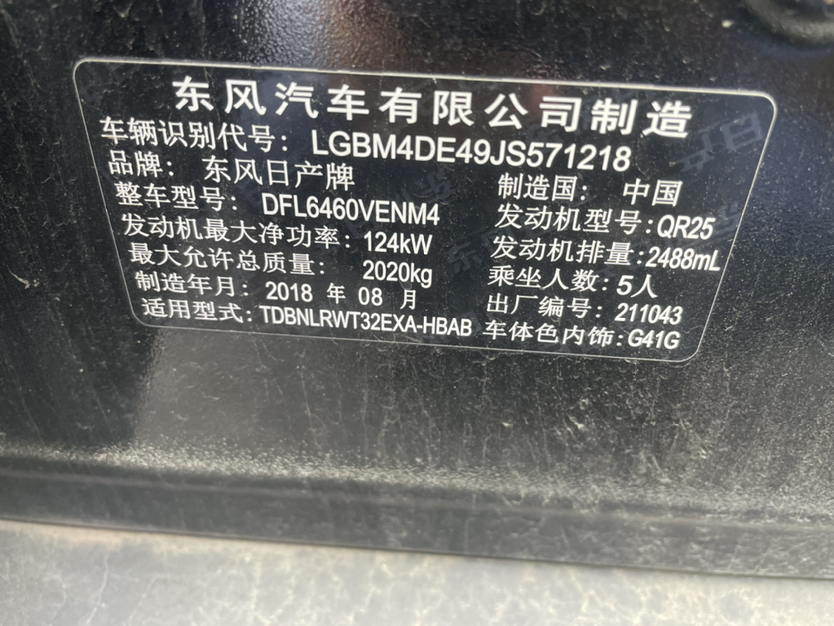 东风汽车有限公司制造
车辆识别代号: LGBM4DE49JS571218
品牌: 东风日产牌 制造国: 中国
整车型号: DFL6460VENM4 发动机型号:QR25
发动机最大净功率: 124kW 发动机排量:2488mL
最大允许总质量: 2020kg 乘坐人数:5人
制造年月: 2018 年 08 月 出厂编号: 211043
适用型式:TDBNLRWT32EXA-HBAB 车体色内饰:G41G